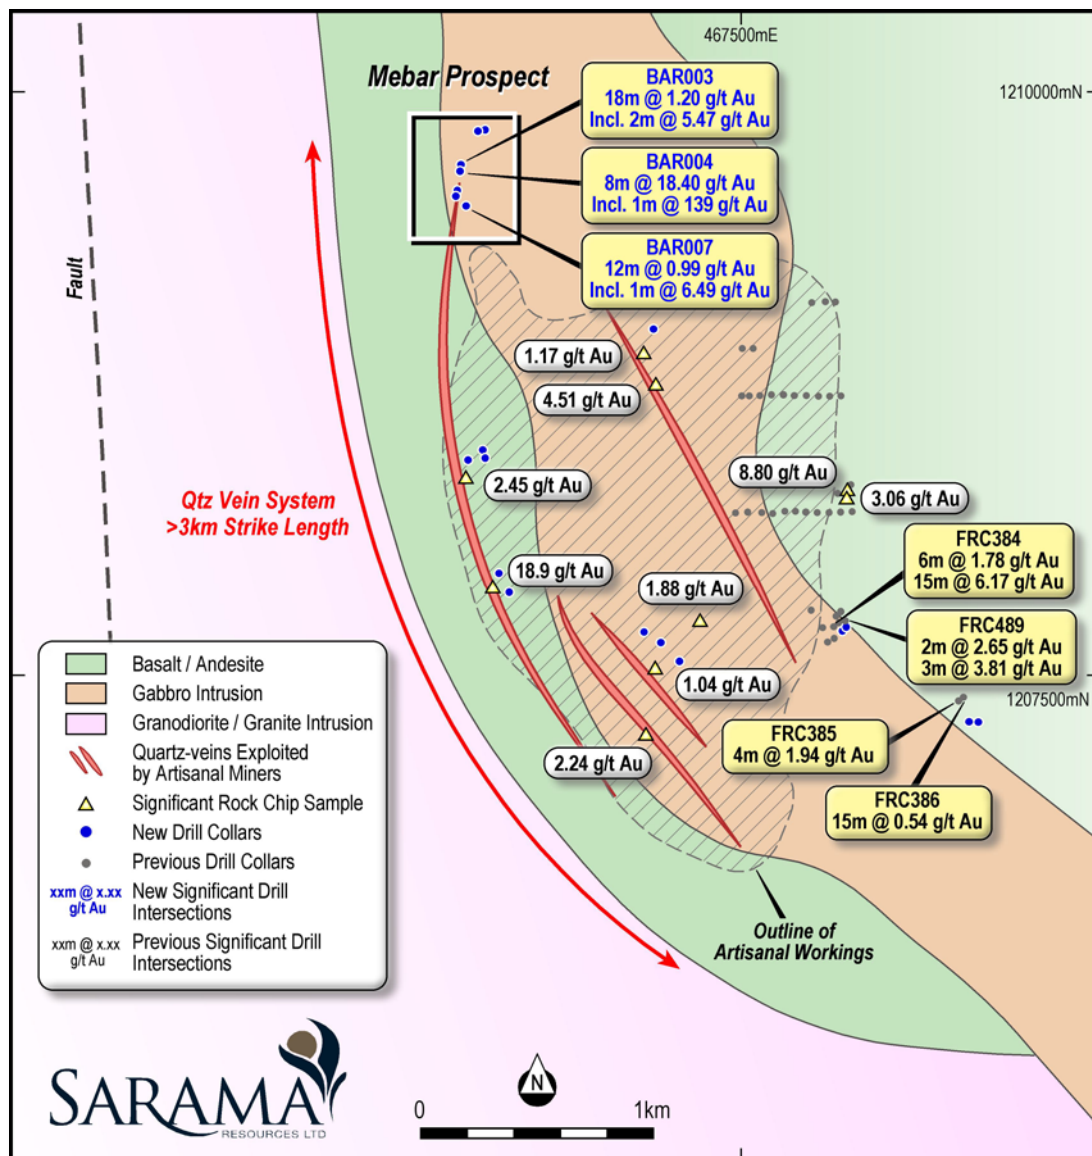 467500mE
Mebar Prospect
1210000mN
BAR003
18m @ 1.20 g/t Au
Incl. 2m @ 5.47 g/t Au
BAR004
8m @ 18.40 g/t Au
Incl. 1m @ 139 g/t Au
BAR007
12m @ 0.99 g/t Au
Incl. 1m @ 6.49 g/t Au
Fault
1.17 g/t Au
4.51 g/t Au
8.80 g/t Au
2.45 g/t Au
3.06 g/t Au
Qtz Vein System
>3km Strike Length
FRC384
6m @ 1.78 g/t Au
15m @ 6.17 g/t Au
18.9 g/t Au
1.88 g/t Au
FRC489
2m @ 2.65 g/t Au
3m @ 3.81 g/t Au
1.04 g/t Au
1207500mN
FRC385
4m @ 1.94 g/t Au
2.24 g/t Au
FRC386
15m @ 0.54 g/t Au
Outline of
Artisanal Workings
Basalt / Andesite
Gabbro Intrusion
Granodiorite / Granite Intrusion
Quartz-veins Exploited
by Artisanal Miners
Significant Rock Chip Sample
New Drill Collars
Previous Drill Collars
xxm @ x.xx
g/t Au
New Significant Drill
Intersections
xxm @ x.xx
g/t Au
Previous Significant Drill
Intersections
SARAMA
RESOURCES LTD
N
0
1km